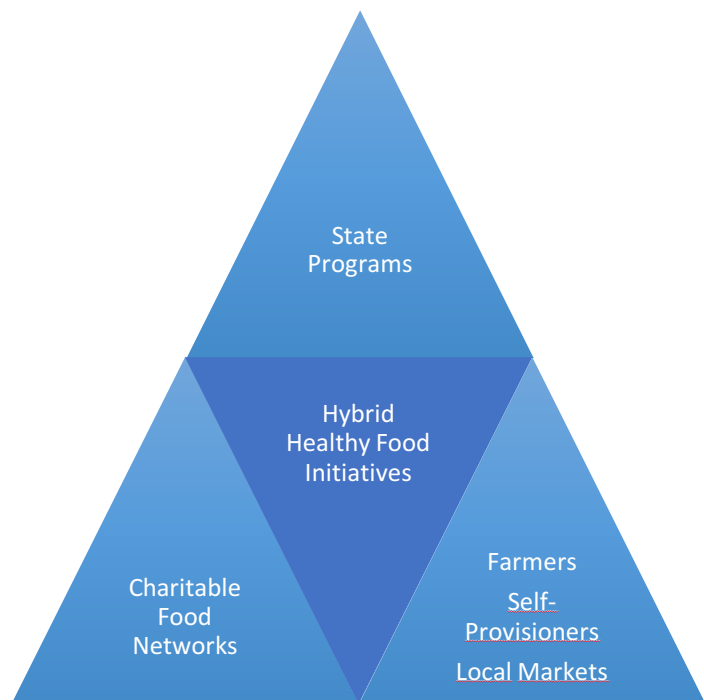 State
Programs
Hybrid
Healthy Food
Initiatives
Charitable
Food
Networks
Farmers
Self-
Provisioners
Local Markets